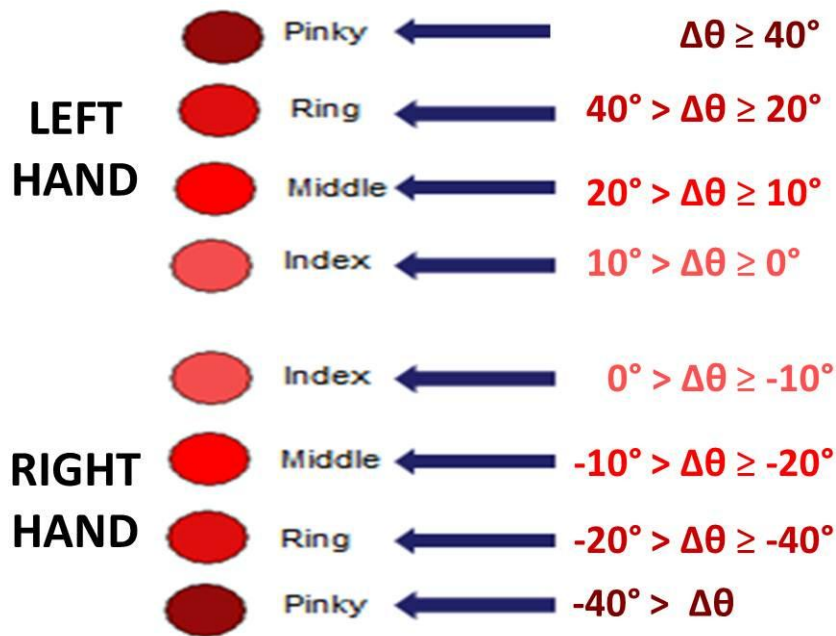 Pinky Δθ ≥ 40°
LEFT HAND
Ring 40° > Δθ ≥ 20°
Middle 20° > Δθ ≥ 10°
Index 10° > Δθ ≥ 0°
Index 0° > Δθ ≥ -10°
RIGHT HAND
Middle -10° > Δθ ≥ -20°
Ring -20° > Δθ ≥ -40°
Pinky -40° > Δθ